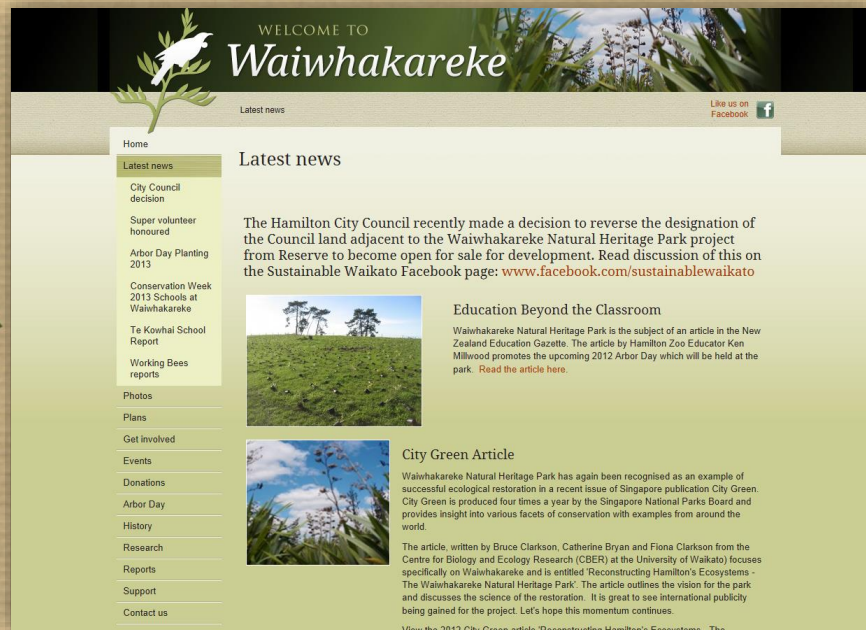 WELCOME TO
Waiwhakareke
Latest news
Like us on
Facebook
f
Home
Latest news
City Council
decision
Super volunteer
honoured
Arbor Day Planting
2013
Conservation Week
2013 Schools at
Waiwhakareke
Te Kowhai School
Report
Working Bees
reports
Photos
Plans
Get involved
Events
Donations
Arbor Day
History
Research
Reports
Support
Contact us
Latest news
The Hamilton City Council recently made a decision to reverse the designation of
the Council land adjacent to the Waiwhakareke Natural Heritage Park project
from Reserve to become open for sale for development. Read discussion of this on
the Sustainable Waikato Facebook page: www.facebook.com/sustainablewaikato
Education Beyond the Classroom
Waiwhakareke Natural Heritage Park is the subject of an article in the New
Zealand Education Gazette. The article by Hamilton Zoo Educator Ken
Millwood promotes the upcoming 2012 Arbor Day which will be held at the
park. Read the article here.
City Green Article
Waiwhakareke Natural Heritage Park has again been recognised as an example of
successful ecological restoration in a recent issue of Singapore publication City Green.
City Green is produced four times a year by the Singapore National Parks Board and
provides insight into various facets of conservation with examples from around the
world.
The article, written by Bruce Clarkson, Catherine Bryan and Fiona Clarkson from the
Centre for Biology and Ecology Research (CBER) at the University of Waikato) focuses
specifically on Waiwhakareke and is entitled 'Reconstructing Hamilton's Ecosystems -
The Waiwhakareke Natural Heritage Park'. The article outlines the vision for the park
and discusses the science of the restoration. It is great to see international publicity
being gained for the project. Let's hope this momentum continues.
View the 2012 City Green article 'Reconstructing Hamilton's Ecosystems - The